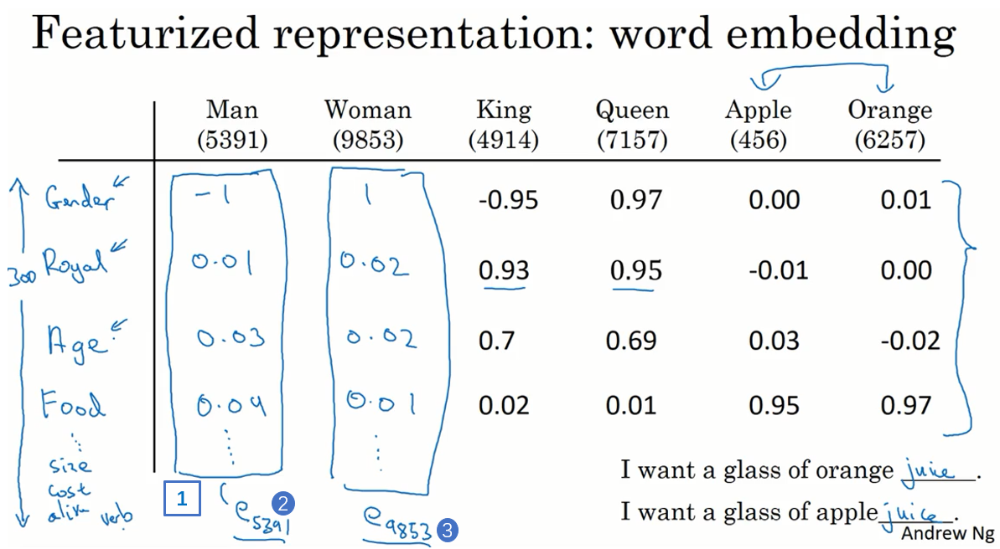 Featurized representation: word embedding
Man Woman King Queen Apple Orange
(5391) (9853) (4914) (7157) (456) (6257)
Gender -1 1 -0.95 0.97 0.00 0.01
300 Royal 0.01 0.02 0.93 0.95 -0.01 0.00
Age 0.03 0.02 0.7 0.69 0.03 -0.02
Food 0.04 0.01 0.02 0.01 0.95 0.97
size
cost
alive verb
I want a glass of orange juice.
I want a glass of apple juice.
1 e5391 2 e9853 3
Andrew Ng